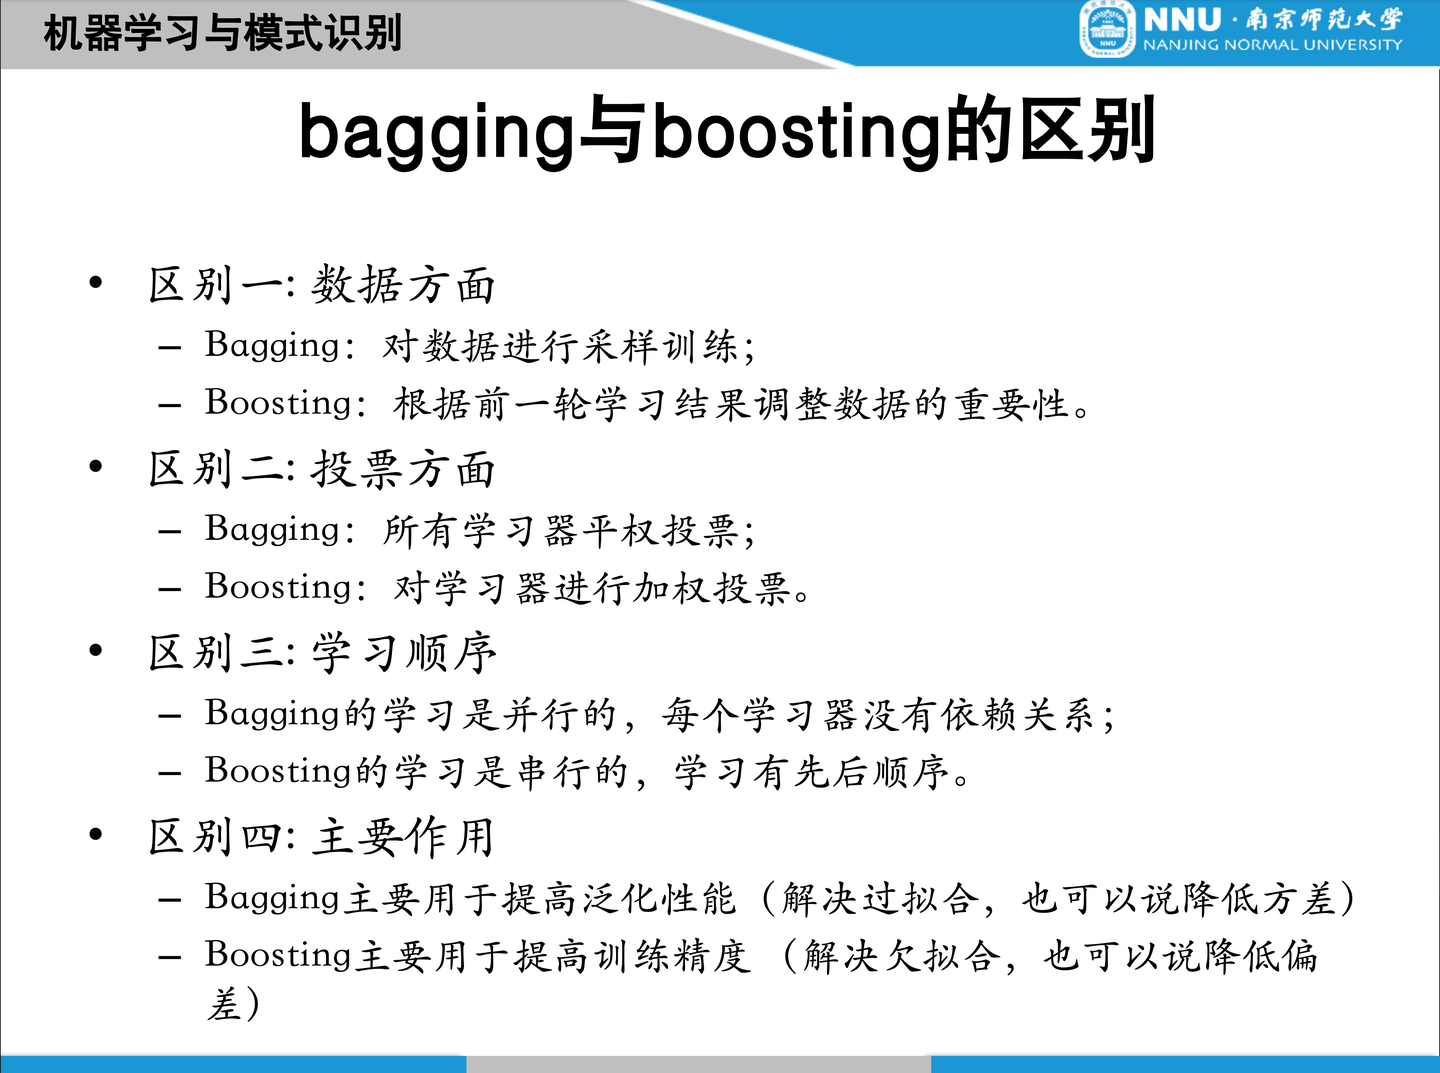 机器学习与模式识别
NNU·南京师范大学
NANJING NORMAL UNIVERSITY
NNU
bagging与boosting的区别
• 区别一: 数据方面
– Bagging：对数据进行采样训练；
– Boosting：根据前一轮学习结果调整数据的重要性。
• 区别二: 投票方面
– Bagging：所有学习器平权投票；
– Boosting：对学习器进行加权投票。
• 区别三: 学习顺序
– Bagging的学习是并行的，每个学习器没有依赖关系；
– Boosting的学习是串行的，学习有先后顺序。
• 区别四: 主要作用
– Bagging主要用于提高泛化性能（解决过拟合，也可以说降低方差）
– Boosting主要用于提高训练精度 （解决欠拟合，也可以说降低偏
差）